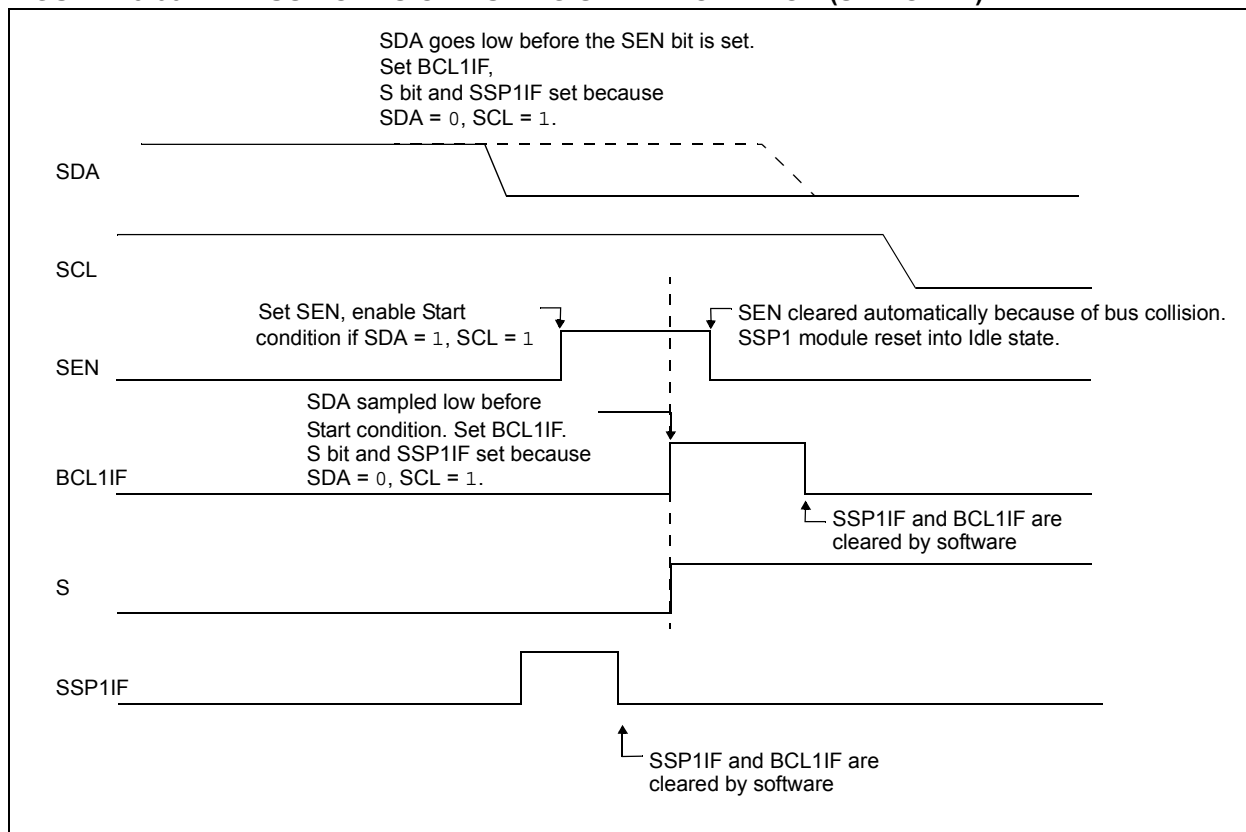 SDA goes low before the SEN bit is set.
Set BCL1IF,
S bit and SSP1IF set because
SDA = 0, SCL = 1.
SDA
SCL
Set SEN, enable Start
condition if SDA = 1, SCL = 1
SEN cleared automatically because of bus collision.
SSP1 module reset into Idle state.
SEN
SDA sampled low before
Start condition. Set BCL1IF.
S bit and SSP1IF set because
SDA = 0, SCL = 1.
BCL1IF
SSP1IF and BCL1IF are
cleared by software
S
SSP1IF
SSP1IF and BCL1IF are
cleared by software